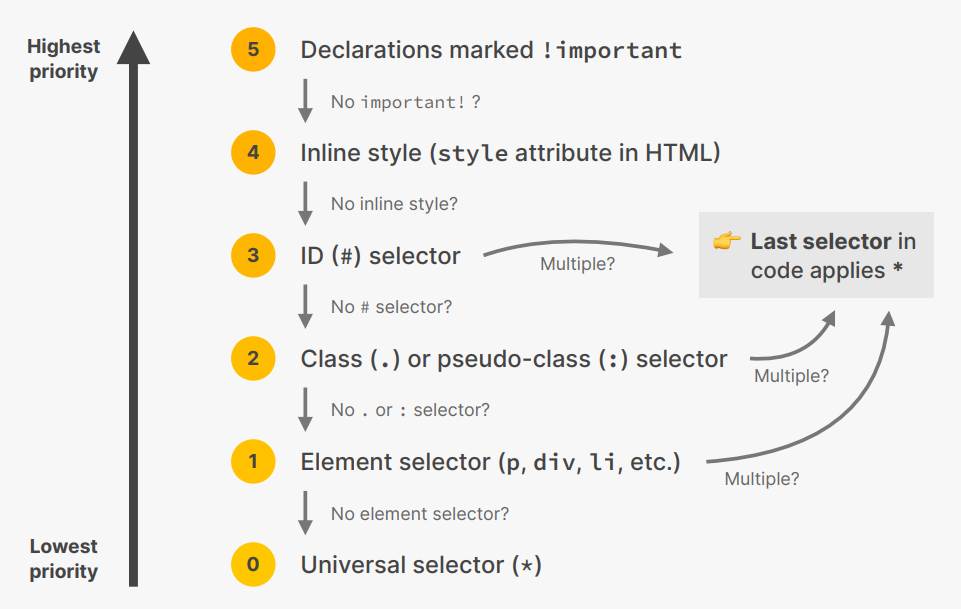 Highest
priority
5 Declarations marked !important
No important! ?
4 Inline style (style attribute in HTML)
No inline style?
3 ID (#) selector
Multiple?
👉 Last selector in
code applies *
No # selector?
2 Class (.) or pseudo-class (:) selector
Multiple?
No . or : selector?
1 Element selector (p, div, li, etc.)
Multiple?
No element selector?
Lowest
priority
0 Universal selector (*)